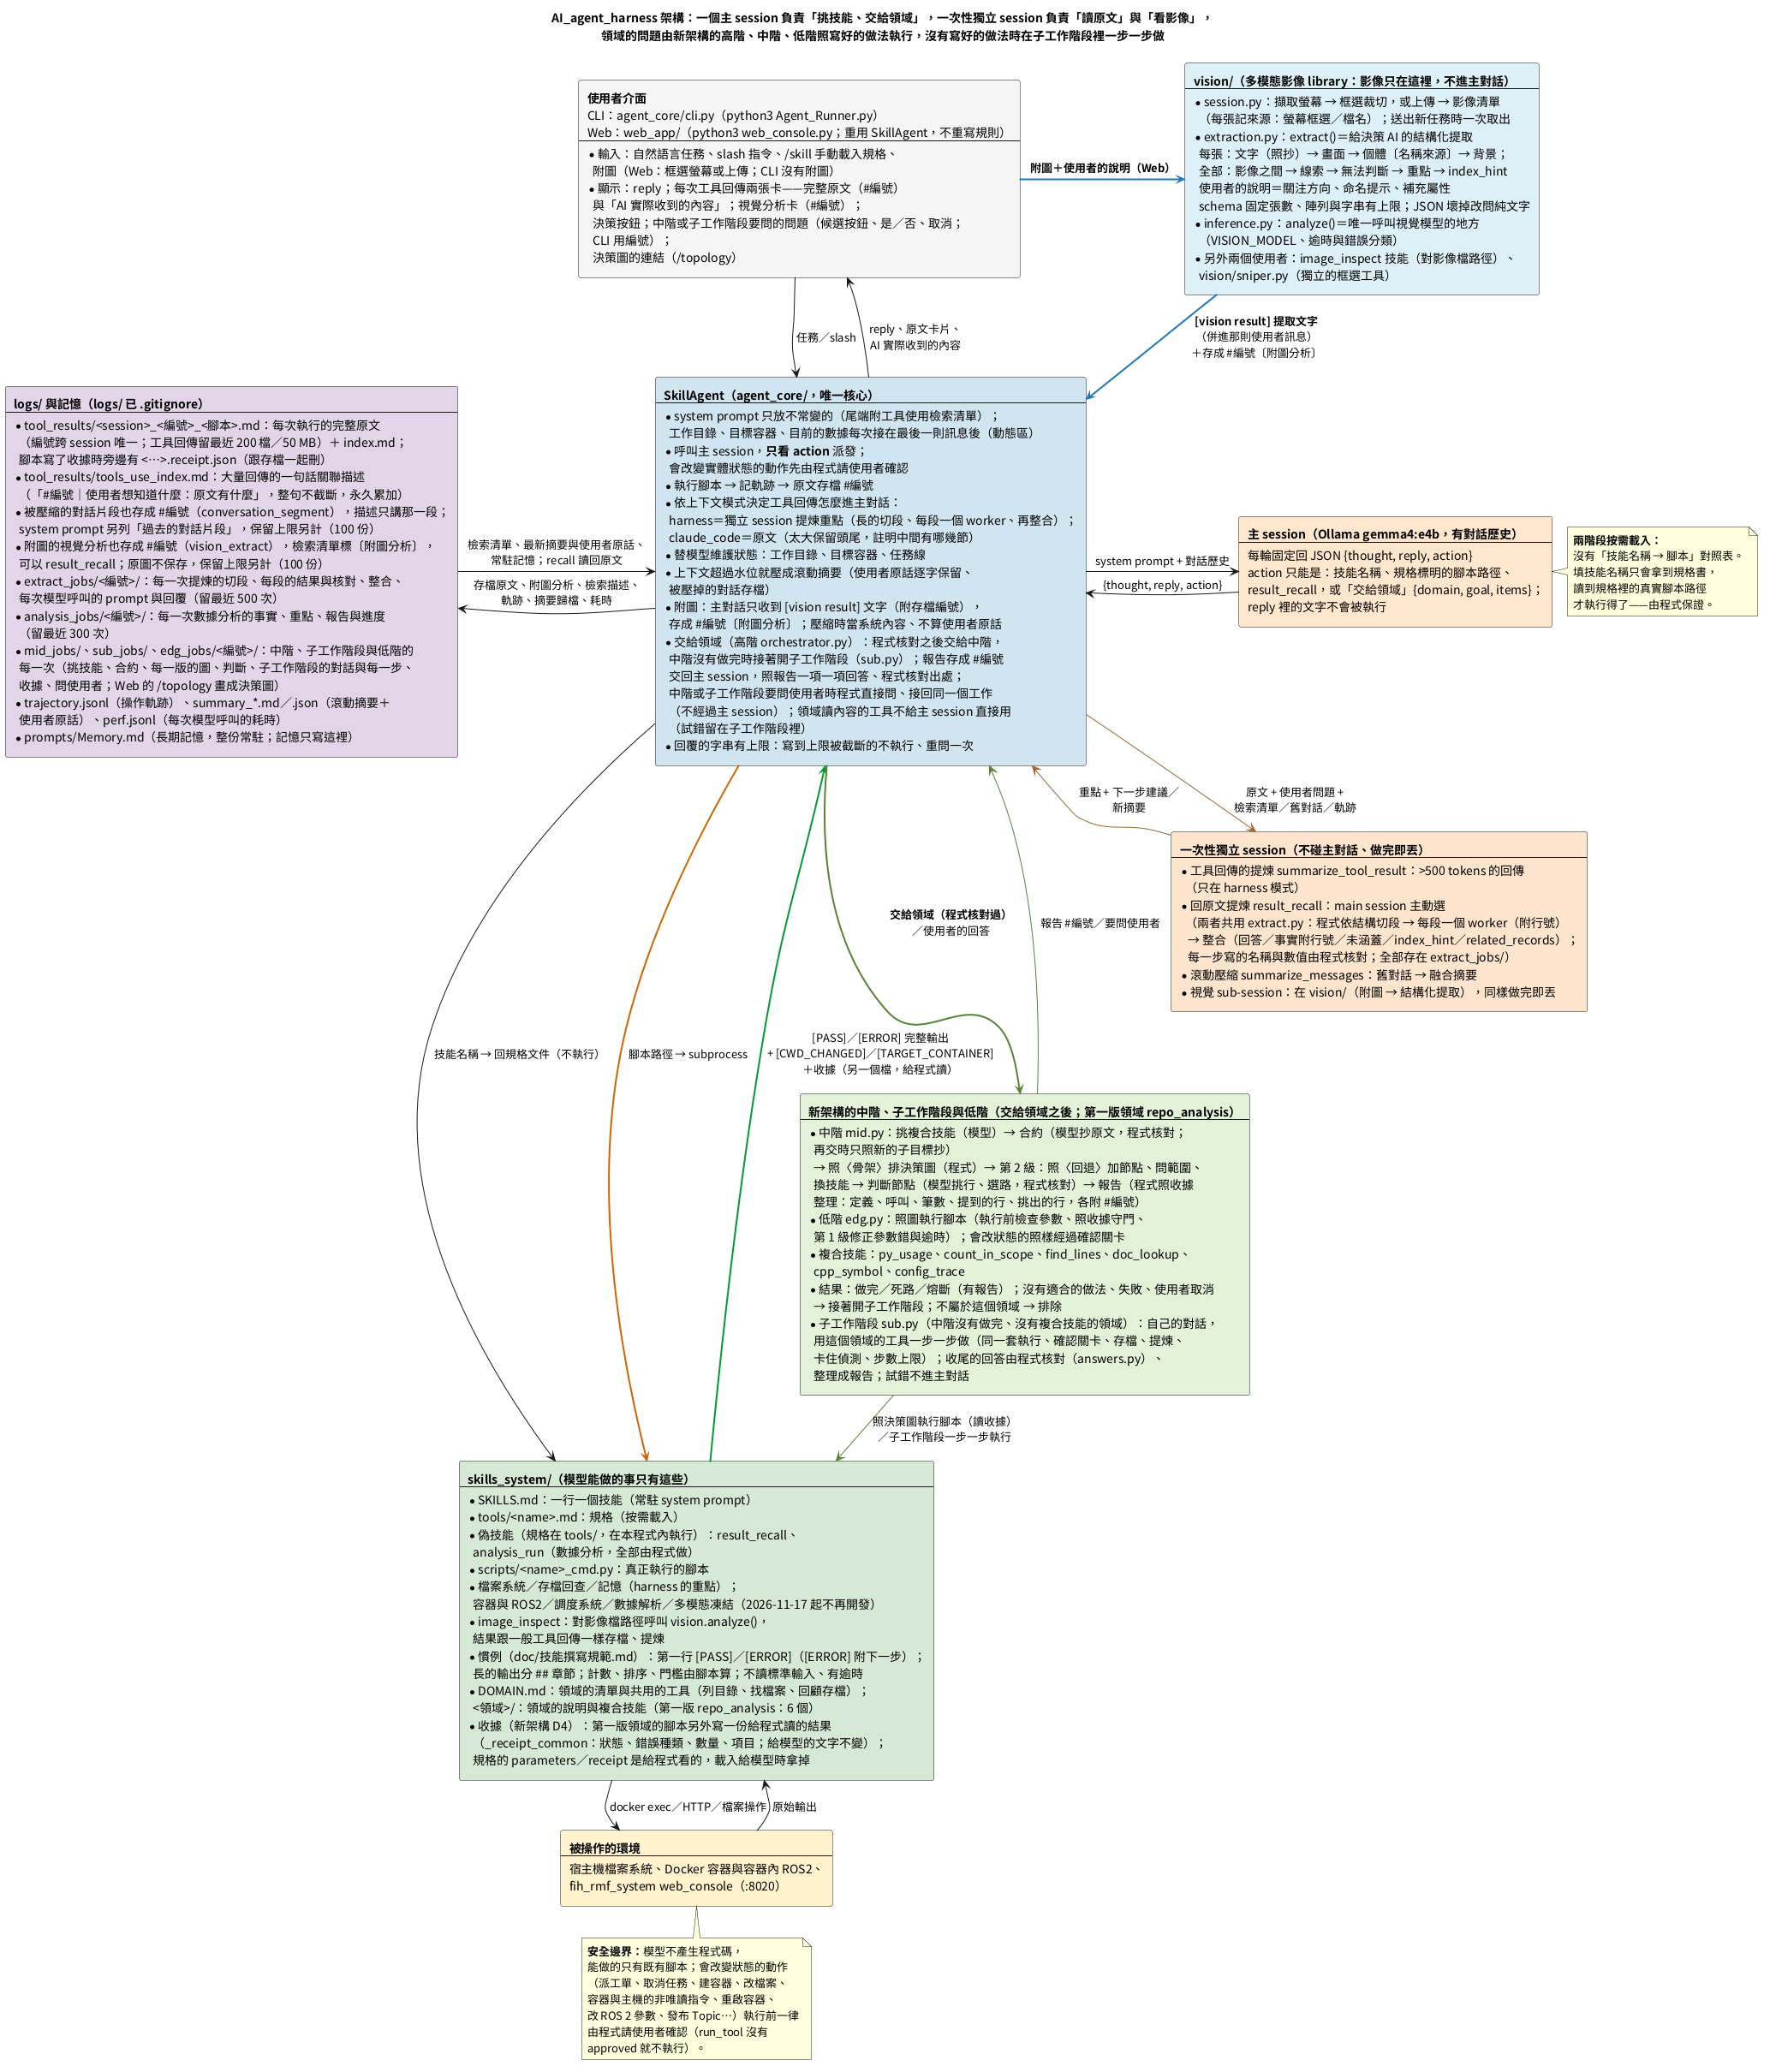 AI_agent_harness 架構：一個主 session 負責「挑技能、交給領域」，一次性獨立 session 負責「讀原文」與「看影像」，
領域的問題由新架構的高階、中階、低階照寫好的做法執行，沒有寫好的做法時在子工作階段裡一步一步做
使用者介面
CLI：agent_core/cli.py（python3 Agent_Runner.py）
Web：web_app/（python3 web_console.py；重用 SkillAgent，不重寫規則）
• 輸入：自然語言任務、slash 指令、/skill 手動載入規格、
附圖（Web：框選螢幕或上傳；CLI 沒有附圖）
• 顯示：reply；每次工具回傳兩張卡——完整原文（#編號）
與「AI 實際收到的內容」；視覺分析卡（#編號）；
決策按鈕；中階或子工作階段要問的問題（候選按鈕、是／否、取消；
CLI 用編號）；
決策圖的連結（/topology）
附圖＋使用者的說明（Web）
vision/（多模態影像 library：影像只在這裡，不進主對話）
• session.py：擷取螢幕 → 框選裁切，或上傳 → 影像清單
（每張記來源：螢幕框選／檔名）；送出新任務時一次取出
• extraction.py：extract()＝給決策 AI 的結構化提取
每張：文字（照抄）→ 畫面 → 個體〔名稱來源〕→ 背景；
全部：影像之間 → 線索 → 無法判斷 → 重點 → index_hint
使用者的說明＝關注方向、命名提示、補充屬性
schema 固定張數、陣列與字串有上限；JSON 壞掉改問純文字
• inference.py：analyze()＝唯一呼叫視覺模型的地方
（VISION_MODEL、逾時與錯誤分類）
• 另外兩個使用者：image_inspect 技能（對影像檔路徑）、
vision/sniper.py（獨立的框選工具）
任務／slash
reply、原文卡片、
AI 實際收到的內容
[vision result] 提取文字
（併進那則使用者訊息）
＋存成 #編號〔附圖分析〕
logs/ 與記憶（logs/ 已 .gitignore）
• tool_results/<session>_<編號>_<腳本>.md：每次執行的完整原文
（編號跨 session 唯一；工具回傳留最近 200 檔／50 MB）＋ index.md；
腳本寫了收據時旁邊有 <…>.receipt.json（跟存檔一起刪）
• tool_results/tools_use_index.md：大量回傳的一句話關聯描述
（「#編號｜使用者想知道什麼：原文有什麼」，整句不截斷，永久累加）
• 被壓縮的對話片段也存成 #編號（conversation_segment），描述只講那一段；
system prompt 另列「過去的對話片段」，保留上限另計（100 份）
• 附圖的視覺分析也存成 #編號（vision_extract），檢索清單標〔附圖分析〕，
可以 result_recall；原圖不保存，保留上限另計（100 份）
• extract_jobs/<編號>/：每一次提煉的切段、每段的結果與核對、整合、
每次模型呼叫的 prompt 與回覆（留最近 500 次）
• analysis_jobs/<編號>/：每一次數據分析的事實、重點、報告與進度
（留最近 300 次）
• mid_jobs/、sub_jobs/、edg_jobs/<編號>/：中階、子工作階段與低階的
每一次（挑技能、合約、每一版的圖、判斷、子工作階段的對話與每一步、
收據、問使用者；Web 的 /topology 畫成決策圖）
• trajectory.jsonl（操作軌跡）、summary_*.md／.json（滾動摘要＋
使用者原話）、perf.jsonl（每次模型呼叫的耗時）
• prompts/Memory.md（長期記憶，整份常駐；記憶只寫這裡）
檢索清單、最新摘要與使用者原話、
常駐記憶；recall 讀回原文
存檔原文、附圖分析、檢索描述、
軌跡、摘要歸檔、耗時
SkillAgent（agent_core/，唯一核心）
• system prompt 只放不常變的（尾端附工具使用檢索清單）；
工作目錄、目標容器、目前的數據每次接在最後一則訊息後（動態區）
• 呼叫主 session，只看 action 派發；
會改變實體狀態的動作先由程式請使用者確認
• 執行腳本 → 記軌跡 → 原文存檔 #編號
• 依上下文模式決定工具回傳怎麼進主對話：
harness＝獨立 session 提煉重點（長的切段、每段一個 worker、再整合）；
claude_code＝原文（太大保留頭尾，註明中間有哪幾節）
• 替模型維護狀態：工作目錄、目標容器、任務線
• 上下文超過水位就壓成滾動摘要（使用者原話逐字保留、
被壓掉的對話存檔）
• 附圖：主對話只收到 [vision result] 文字（附存檔編號），
存成 #編號〔附圖分析〕；壓縮時當系統內容、不算使用者原話
• 交給領域（高階 orchestrator.py）：程式核對之後交給中階，
中階沒有做完時接著開子工作階段（sub.py）；報告存成 #編號
交回主 session，照報告一項一項回答、程式核對出處；
中階或子工作階段要問使用者時程式直接問、接回同一個工作
（不經過主 session）；領域讀內容的工具不給主 session 直接用
（試錯留在子工作階段裡）
• 回覆的字串有上限：寫到上限被截斷的不執行、重問一次
system prompt + 對話歷史
{thought, reply, action}
主 session（Ollama gemma4:e4b，有對話歷史）
每輪固定回 JSON {thought, reply, action}
action 只能是：技能名稱、規格標明的腳本路徑、
result_recall，或「交給領域」{domain, goal, items}；
reply 裡的文字不會被執行
兩階段按需載入：
沒有「技能名稱 → 腳本」對照表。
填技能名稱只會拿到規格書，
讀到規格裡的真實腳本路徑
才執行得了——由程式保證。
重點 + 下一步建議／
新摘要
原文 + 使用者問題 +
檢索清單／舊對話／軌跡
一次性獨立 session（不碰主對話、做完即丟）
• 工具回傳的提煉 summarize_tool_result：>500 tokens 的回傳
（只在 harness 模式）
• 回原文提煉 result_recall：main session 主動選
（兩者共用 extract.py：程式依結構切段 → 每段一個 worker（附行號）
→ 整合（回答／事實附行號／未涵蓋／index_hint／related_records）；
每一步寫的名稱與數值由程式核對；全部存在 extract_jobs/）
• 滾動壓縮 summarize_messages：舊對話 → 融合摘要
• 視覺 sub-session：在 vision/（附圖 → 結構化提取），同樣做完即丟
交給領域（程式核對過）
／使用者的回答
報告 #編號／要問使用者
技能名稱 → 回規格文件（不執行）
腳本路徑 → subprocess
[PASS]／[ERROR] 完整輸出
+ [CWD_CHANGED]／[TARGET_CONTAINER]
＋收據（另一個檔，給程式讀）
新架構的中階、子工作階段與低階（交給領域之後；第一版領域 repo_analysis）
• 中階 mid.py：挑複合技能（模型）→ 合約（模型抄原文，程式核對；
再交時只照新的子目標抄）
→ 照〈骨架〉排決策圖（程式）→ 第 2 級：照〈回退〉加節點、問範圍、
換技能 → 判斷節點（模型挑行、選路，程式核對）→ 報告（程式照收據
整理：定義、呼叫、筆數、提到的行、挑出的行，各附 #編號）
• 低階 edg.py：照圖執行腳本（執行前檢查參數、照收據守門、
第 1 級修正參數錯與逾時）；會改狀態的照樣經過確認關卡
• 複合技能：py_usage、count_in_scope、find_lines、doc_lookup、
cpp_symbol、config_trace
• 結果：做完／死路／熔斷（有報告）；沒有適合的做法、失敗、使用者取消
→ 接著開子工作階段；不屬於這個領域 → 排除
• 子工作階段 sub.py（中階沒有做完、沒有複合技能的領域）：自己的對話，
用這個領域的工具一步一步做（同一套執行、確認關卡、存檔、提煉、
卡住偵測、步數上限）；收尾的回答由程式核對（answers.py）、
整理成報告；試錯不進主對話
照決策圖執行腳本（讀收據）
／子工作階段一步一步執行
skills_system/（模型能做的事只有這些）
• SKILLS.md：一行一個技能（常駐 system prompt）
• tools/<name>.md：規格（按需載入）
• 偽技能（規格在 tools/，在本程式內執行）：result_recall、
analysis_run（數據分析，全部由程式做）
• scripts/<name>_cmd.py：真正執行的腳本
• 檔案系統／存檔回查／記憶（harness 的重點）；
容器與 ROS2／調度系統／數據解析／多模態凍結（2026-11-17 起不再開發）
• image_inspect：對影像檔路徑呼叫 vision.analyze()，
結果跟一般工具回傳一樣存檔、提煉
• 慣例（doc/技能撰寫規範.md）：第一行 [PASS]／[ERROR]（[ERROR] 附下一步）；
長的輸出分 ## 章節；計數、排序、門檻由腳本算；不讀標準輸入、有逾時
• DOMAIN.md：領域的清單與共用的工具（列目錄、找檔案、回顧存檔）；
<領域>/：領域的說明與複合技能（第一版 repo_analysis：6 個）
• 收據（新架構 D4）：第一版領域的腳本另外寫一份給程式讀的結果
（_receipt_common：狀態、錯誤種類、數量、項目；給模型的文字不變）；
規格的 parameters／receipt 是給程式看的，載入給模型時拿掉
docker exec／HTTP／檔案操作
原始輸出
被操作的環境
宿主機檔案系統、Docker 容器與容器內 ROS2、
fih_rmf_system web_console（:8020）
安全邊界：模型不產生程式碼，
能做的只有既有腳本；會改變狀態的動作
（派工單、取消任務、建容器、改檔案、
容器與主機的非唯讀指令、重啟容器、
改 ROS 2 參數、發布 Topic…）執行前一律
由程式請使用者確認（run_tool 沒有
approved 就不執行）。